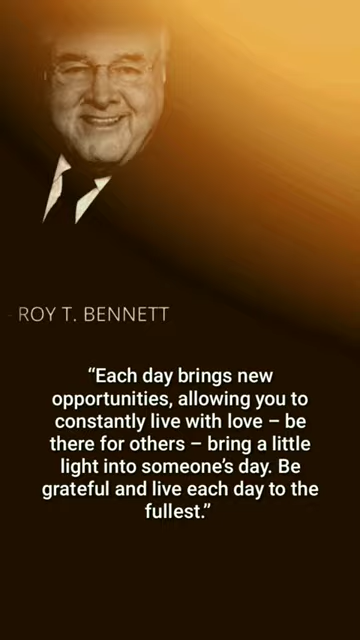 - ROY T. BENNETT
“Each day brings new
opportunities, allowing you to
constantly live with love – be
there for others – bring a little
light into someone’s day. Be
grateful and live each day to the
fullest.”